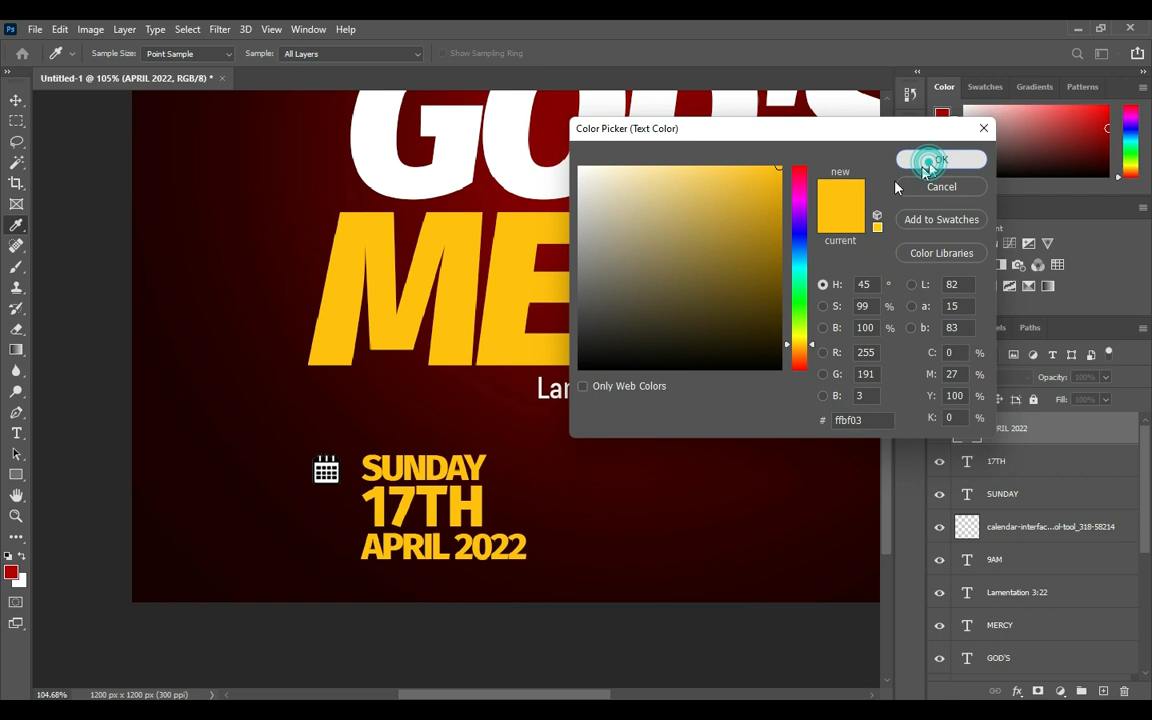 Ps File Edit Image Layer Type Select Filter 3D View Window Help
Sample Size: Point Sample Sample: All Layers Show Sampling Ring
Untitled-1 @ 105% (APRIL 2022, RGB/8) *
Color Swatches Gradients Patterns
GOD'S
MERCY
SUNDAY
17TH
APRIL 2022
Color Picker (Text Color)
new
current
OK
Cancel
Add to Swatches
Color Libraries
H: 45 ° L: 82
S: 99 % a: 15
B: 100 % b: 83
R: 255 C: 0 %
G: 191 M: 27 %
B: 3 Y: 100 %
# ffbf03 K: 0 %
Only Web Colors
Paths
Opacity: 100%
Fill: 100%
2022
17TH
SUNDAY
calendar-interfac...ol-tool_318-58214
9AM
Lamentation 3:22
MERCY
GOD'S
104.68% 1200 px x 1200 px (300 ppi)